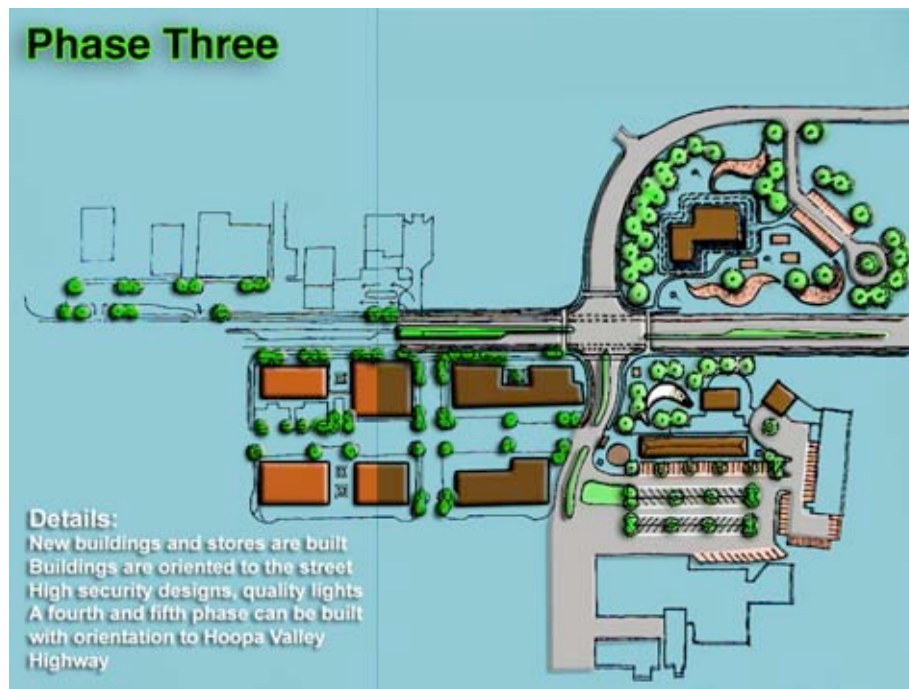 Phase Three
Details:
New buildings and stores are built
Buildings are oriented to the street
High security designs, quality lights
A fourth and fifth phase can be built
with orientation to Hoopa Valley
Highway